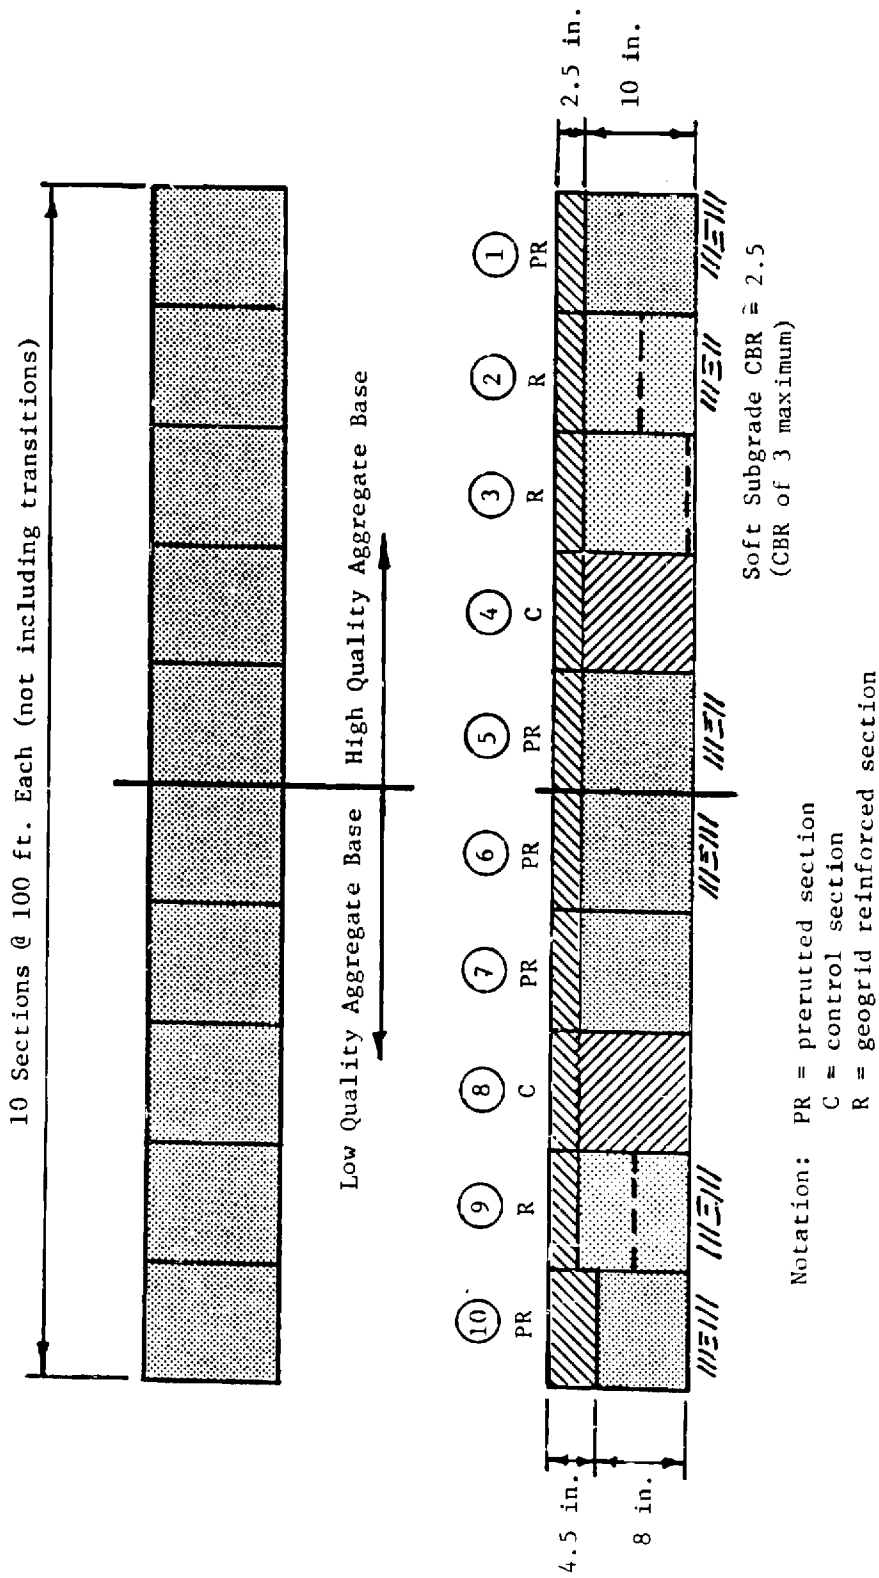 10 Sections @ 100 ft. Each (not including transitions)
Low Quality Aggregate Base
High Quality Aggregate Base
10
9
8
7
6
5
4
3
2
1
PR
R
C
PR
PR
PR
C
R
R
PR
4.5 in.
8 in.
2.5 in.
10 in.
Soft Subgrade CBR ≅ 2.5
(CBR of 3 maximum)
Notation: PR = prerutted section
C = control section
R = geogrid reinforced section